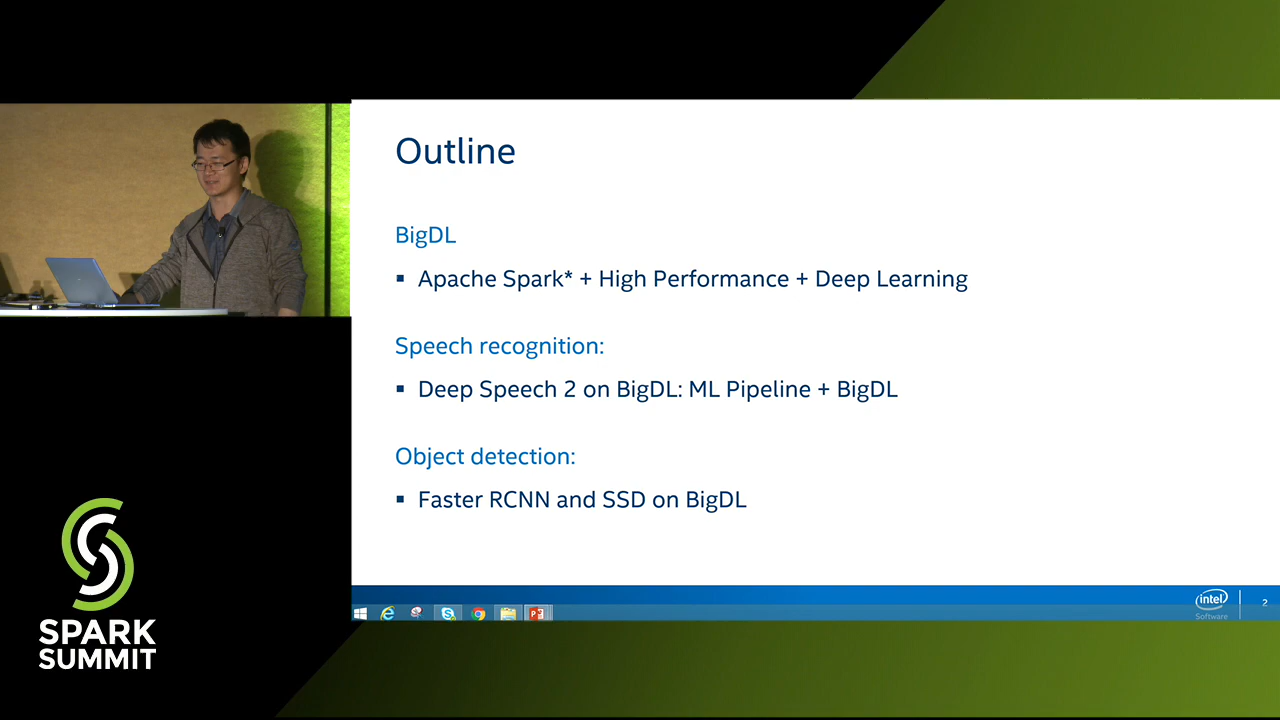 Outline
BigDL
▪ Apache Spark* + High Performance + Deep Learning
Speech recognition:
▪ Deep Speech 2 on BigDL: ML Pipeline + BigDL
Object detection:
▪ Faster RCNN and SSD on BigDL
intel
Software
2
SPARK
SUMMIT